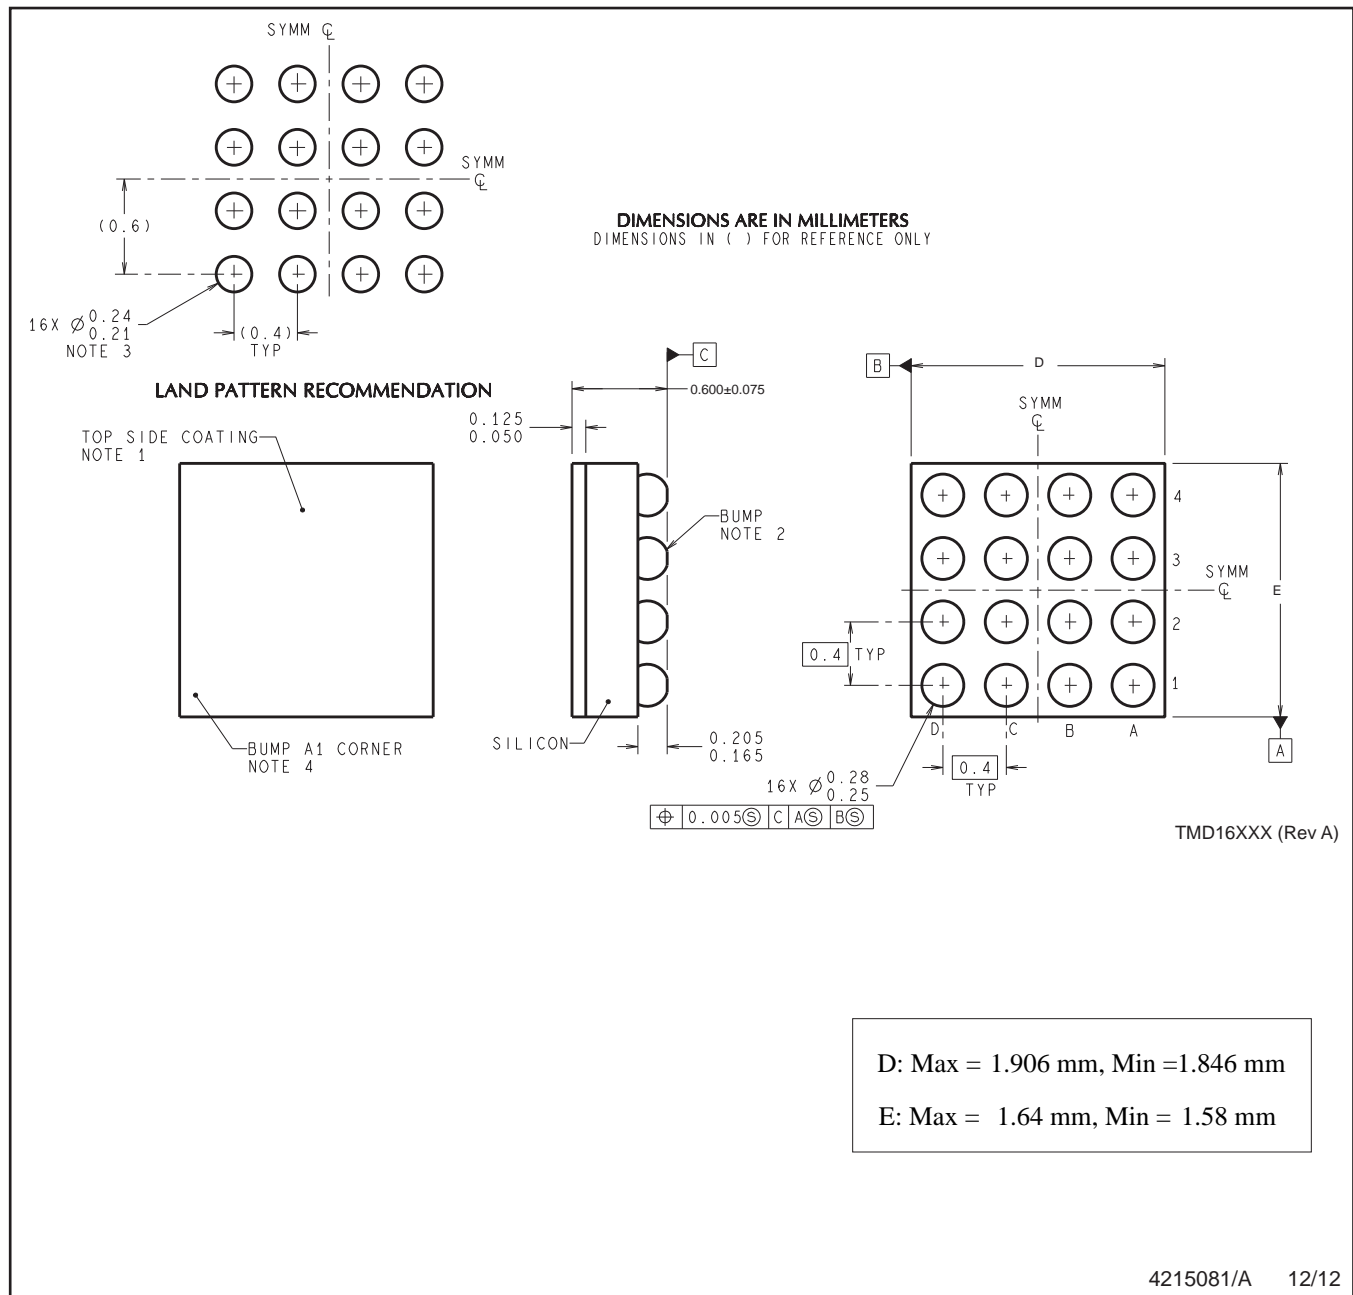 SYMM ℄
SYMM
℄
(0.6)
DIMENSIONS ARE IN MILLIMETERS
DIMENSIONS IN ( ) FOR REFERENCE ONLY
16X ⌀ 0.24
0.21
NOTE 3
(0.4)
TYP
LAND PATTERN RECOMMENDATION
TOP SIDE COATING
NOTE 1
BUMP A1 CORNER
NOTE 4
C
0.600±0.075
0.125
0.050
BUMP
NOTE 2
SILICON
0.205
0.165
B
D
SYMM
℄
4
3
2
1
SYMM
℄
E
0.4 TYP
D C B A
A
0.4
TYP
16X ⌀ 0.28
0.25
⌖ 0.005Ⓢ C AⓈ BⓈ
TMD16XXX (Rev A)
D: Max = 1.906 mm, Min =1.846 mm
E: Max = 1.64 mm, Min = 1.58 mm
4215081/A 12/12